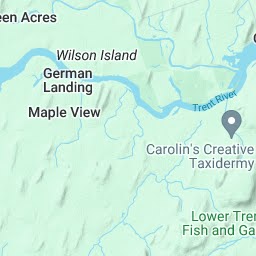 een Acres
Wilson Island
German
Landing
Maple View
Trent River
Carolin's Creative
Taxidermy
Lower Tren
Fish and Ga